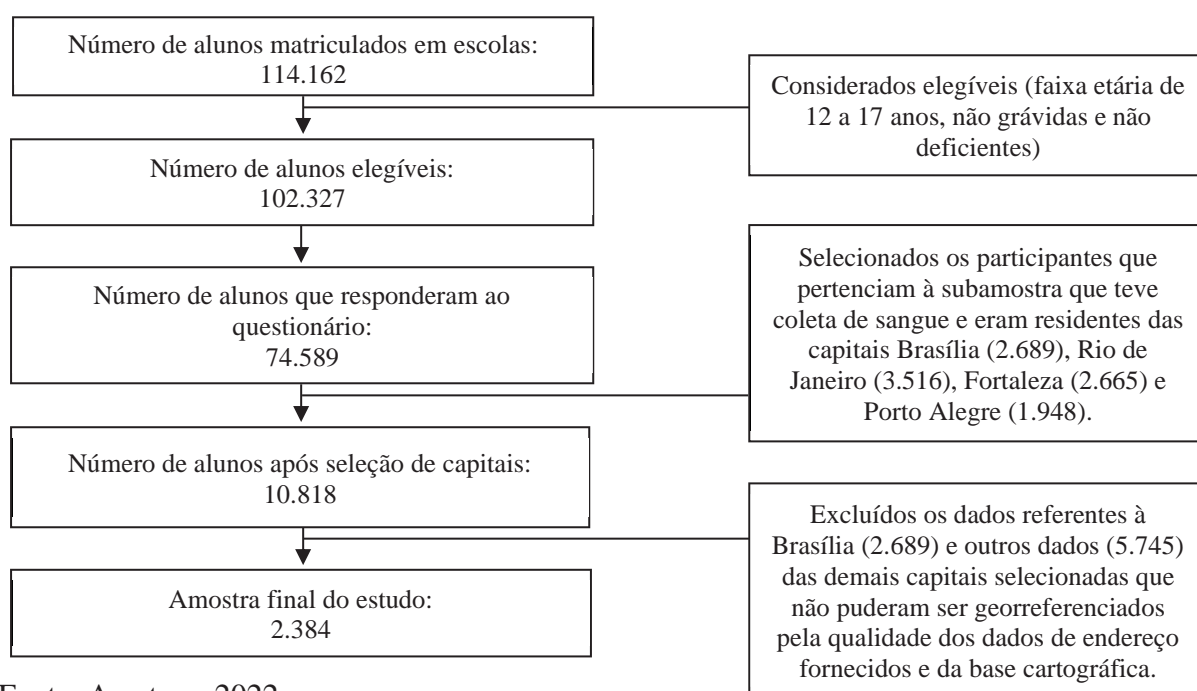 Número de alunos matriculados em escolas:
114.162
Considerados elegíveis (faixa etária de
12 a 17 anos, não grávidas e não
deficientes)
Número de alunos elegíveis:
102.327
Número de alunos que responderam ao
questionário:
74.589
Selecionados os participantes que
pertenciam à subamostra que teve
coleta de sangue e eram residentes das
capitais Brasília (2.689), Rio de
Janeiro (3.516), Fortaleza (2.665) e
Porto Alegre (1.948).
Número de alunos após seleção de capitais:
10.818
Excluídos os dados referentes à
Brasília (2.689) e outros dados (5.745)
das demais capitais selecionadas que
não puderam ser georreferenciados
pela qualidade dos dados de endereço
fornecidos e da base cartográfica.
Amostra final do estudo:
2.384
2022